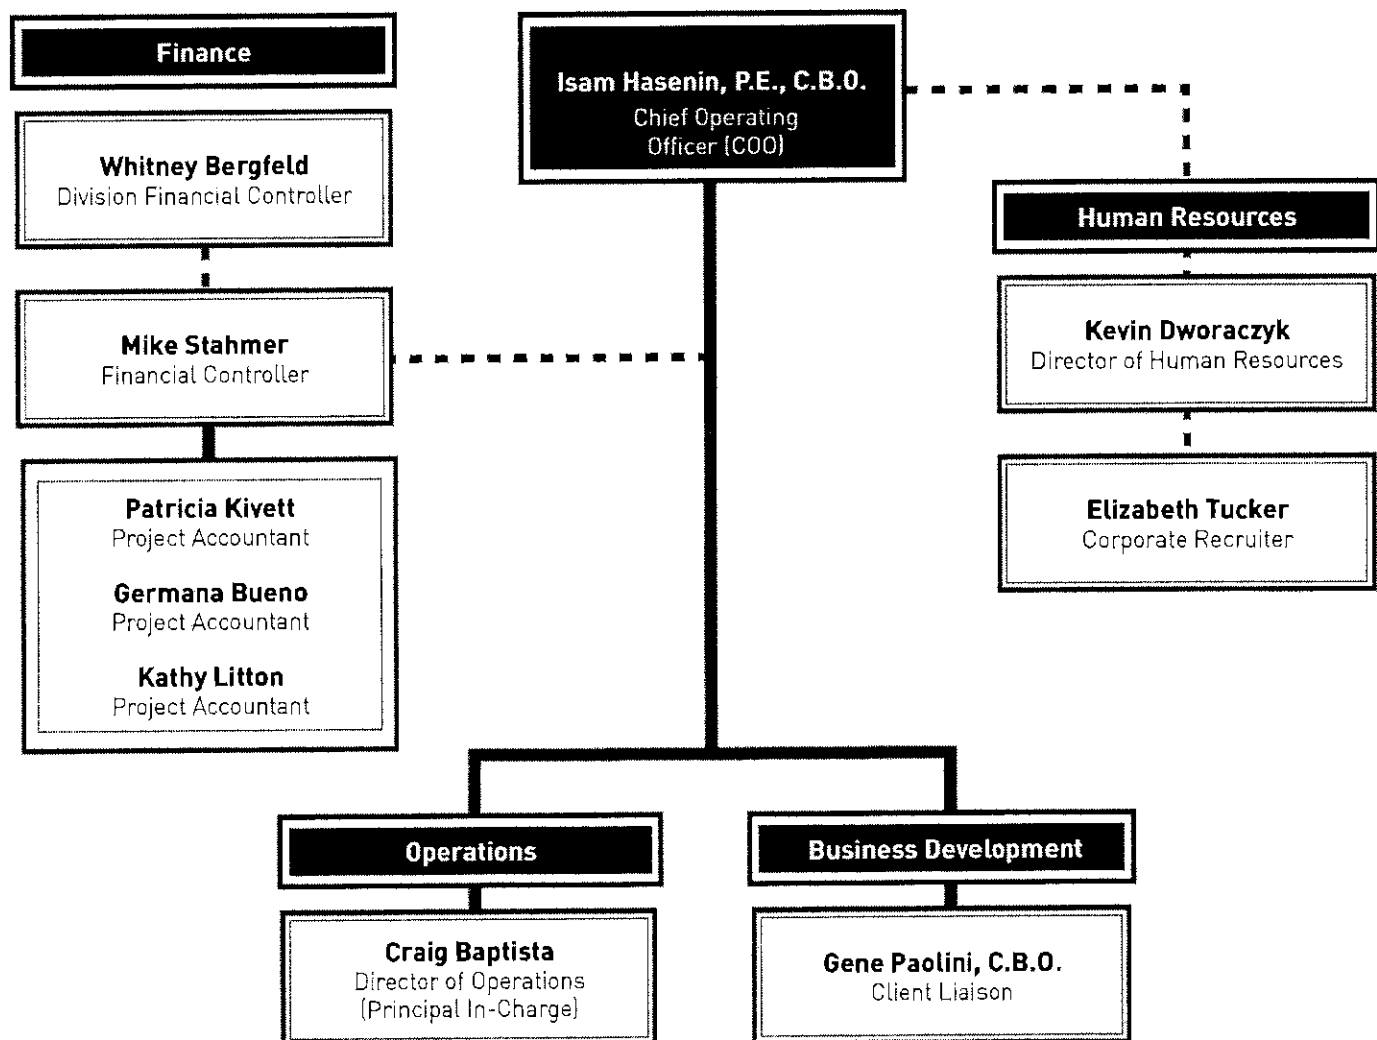 Finance
Whitney Bergfeld
Division Financial Controller
Mike Stahmer
Financial Controller
Patricia Kivett
Project Accountant
Germana Bueno
Project Accountant
Kathy Litton
Project Accountant
Isam Hasenin, P.E., C.B.O.
Chief Operating
Officer (COO)
Human Resources
Kevin Dworaczyk
Director of Human Resources
Elizabeth Tucker
Corporate Recruiter
Operations
Craig Baptista
Director of Operations
(Principal In-Charge)
Business Development
Gene Paolini, C.B.O.
Client Liaison